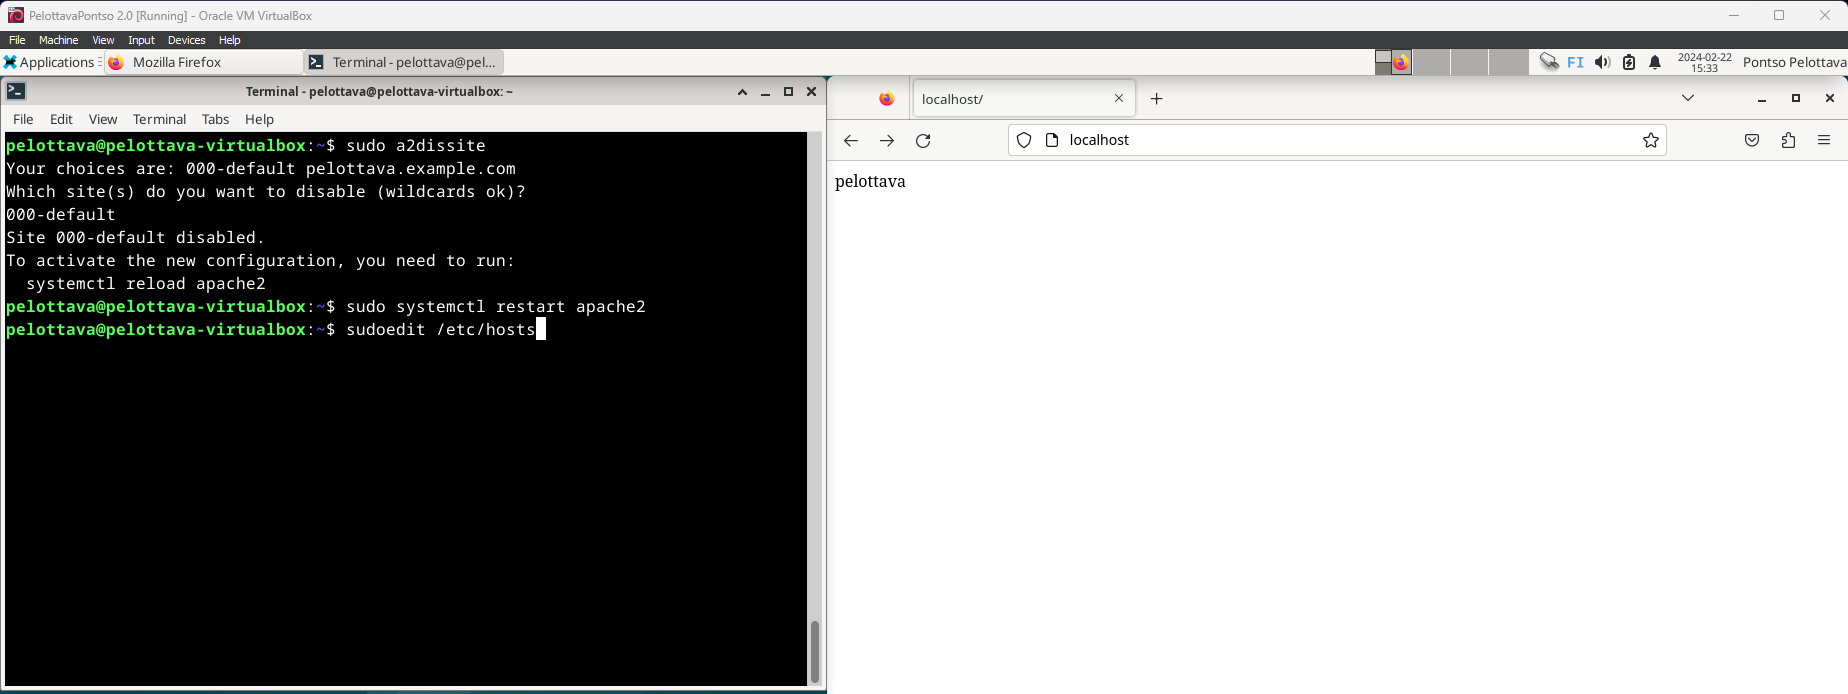 PelottavaPontso 2.0 [Running] - Oracle VM VirtualBox
File Machine View Input Devices Help
Applications Mozilla Firefox Terminal - pelottava@pel... FI 2024-02-22 15:33 Pontso Pelottava
Terminal - pelottava@pelottava-virtualbox: ~
File Edit View Terminal Tabs Help
pelottava@pelottava-virtualbox:~$ sudo a2dissite
Your choices are: 000-default pelottava.example.com
Which site(s) do you want to disable (wildcards ok)?
000-default
Site 000-default disabled.
To activate the new configuration, you need to run:
  systemctl reload apache2
pelottava@pelottava-virtualbox:~$ sudo systemctl restart apache2
pelottava@pelottava-virtualbox:~$ sudoedit /etc/hosts
localhost/
localhost
pelottava